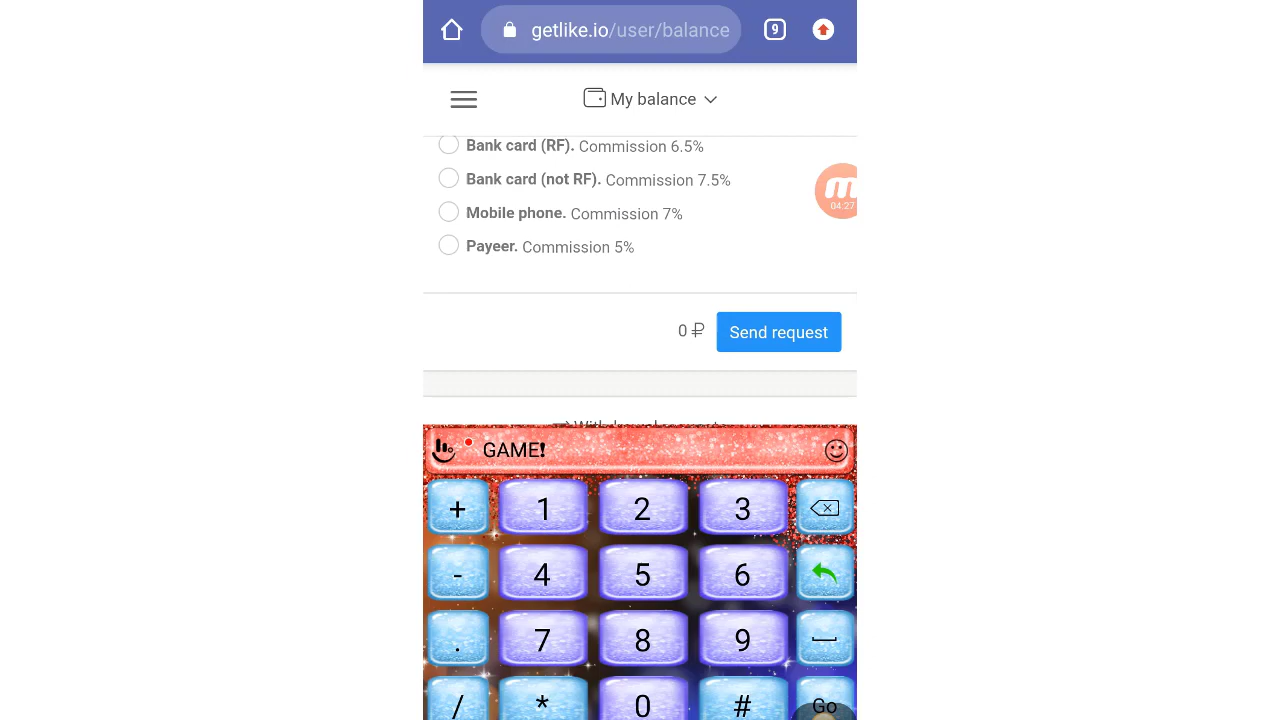 getlike.io/user/balance
9
My balance
Bank card (RF). Commission 6.5%
Bank card (not RF). Commission 7.5%
04:27
Mobile phone. Commission 7%
Payeer. Commission 5%
0 ₽ Send request
GAME!
+ 1 2 3
- 4 5 6
. 7 8 9
/ * 0 # Go